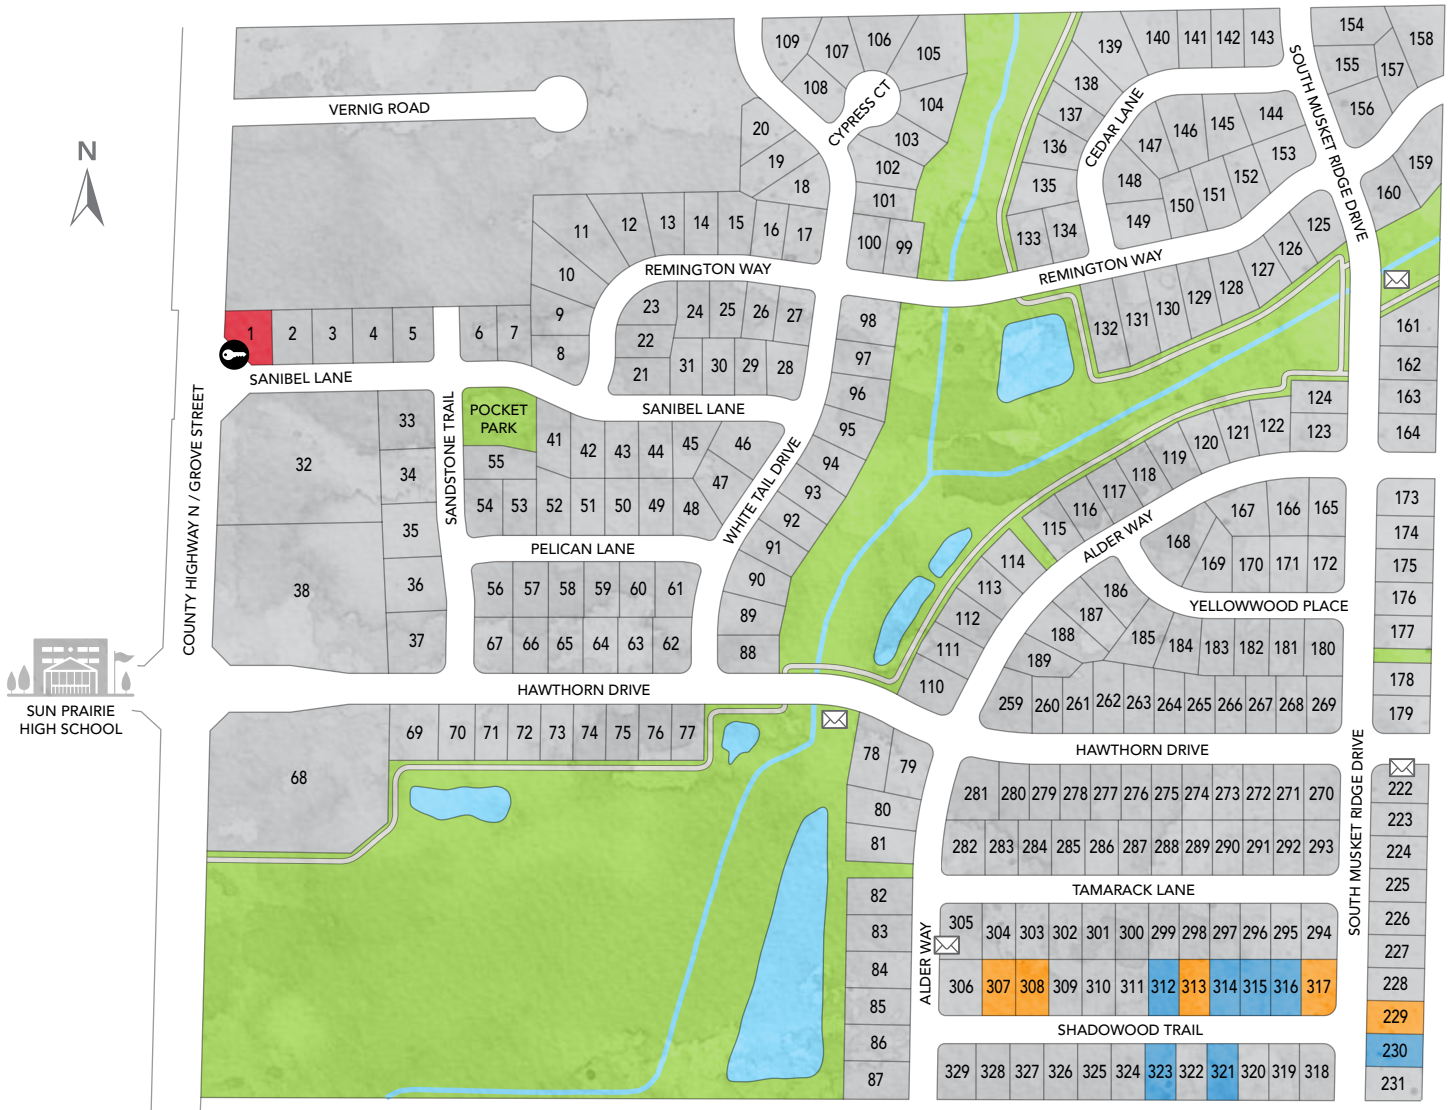 109 107 106 105
108
CYPRESS CT
104
103
102
101
100 99
139 140 141 142 143
138
137
136
135
133 134
CEDAR LANE
144
145
146
147
148
149
150 151 152 153
SOUTH MUSKET RIDGE DRIVE
154 158
155 157
156
159
160
VERNIG ROAD
N
20
19
18
11 12 13 14 15 16 17
10
9
8
REMINGTON WAY
REMINGTON WAY
125
126
127
128
129
130
131
132
1 2 3 4 5 6 7
23 24 25 26 27
22
21 31 30 29 28
98
97
96
95
94
93
92
91
90
89
88
161
162
163
164
SANIBEL LANE
SANIBEL LANE
COUNTY HIGHWAY N / GROVE STREET
SANDSTONE TRAIL
POCKET
PARK
33
34
35
36
37
32
38
41 42 43 44 45 46
47
55
54 53 52 51 50 49 48
WHITE TAIL DRIVE
PELICAN LANE
56 57 58 59 60 61
67 66 65 64 63 62
124
123
122
121
120
119
118
117
116
115
114
113
112
111
110
ALDER WAY
167 166 165
168
169 170 171 172
YELLOWWOOD PLACE
186
187
188
189
185 184 183 182 181 180
259 260 261 262 263 264 265 266 267 268 269
173
174
175
176
177
178
179
SUN PRAIRIE
HIGH SCHOOL
HAWTHORN DRIVE
69 70 71 72 73 74 75 76 77
68
78 79
80
81
82
83
84
85
86
87
HAWTHORN DRIVE
SOUTH MUSKET RIDGE DRIVE
281 280 279 278 277 276 275 274 273 272 271 270
282 283 284 285 286 287 288 289 290 291 292 293
TAMARACK LANE
ALDER WAY
305 304 303 302 301 300 299 298 297 296 295 294
306 307 308 309 310 311 312 313 314 315 316 317
SHADOWOOD TRAIL
329 328 327 326 325 324 323 322 321 320 319 318
222
223
224
225
226
227
228
229
230
231